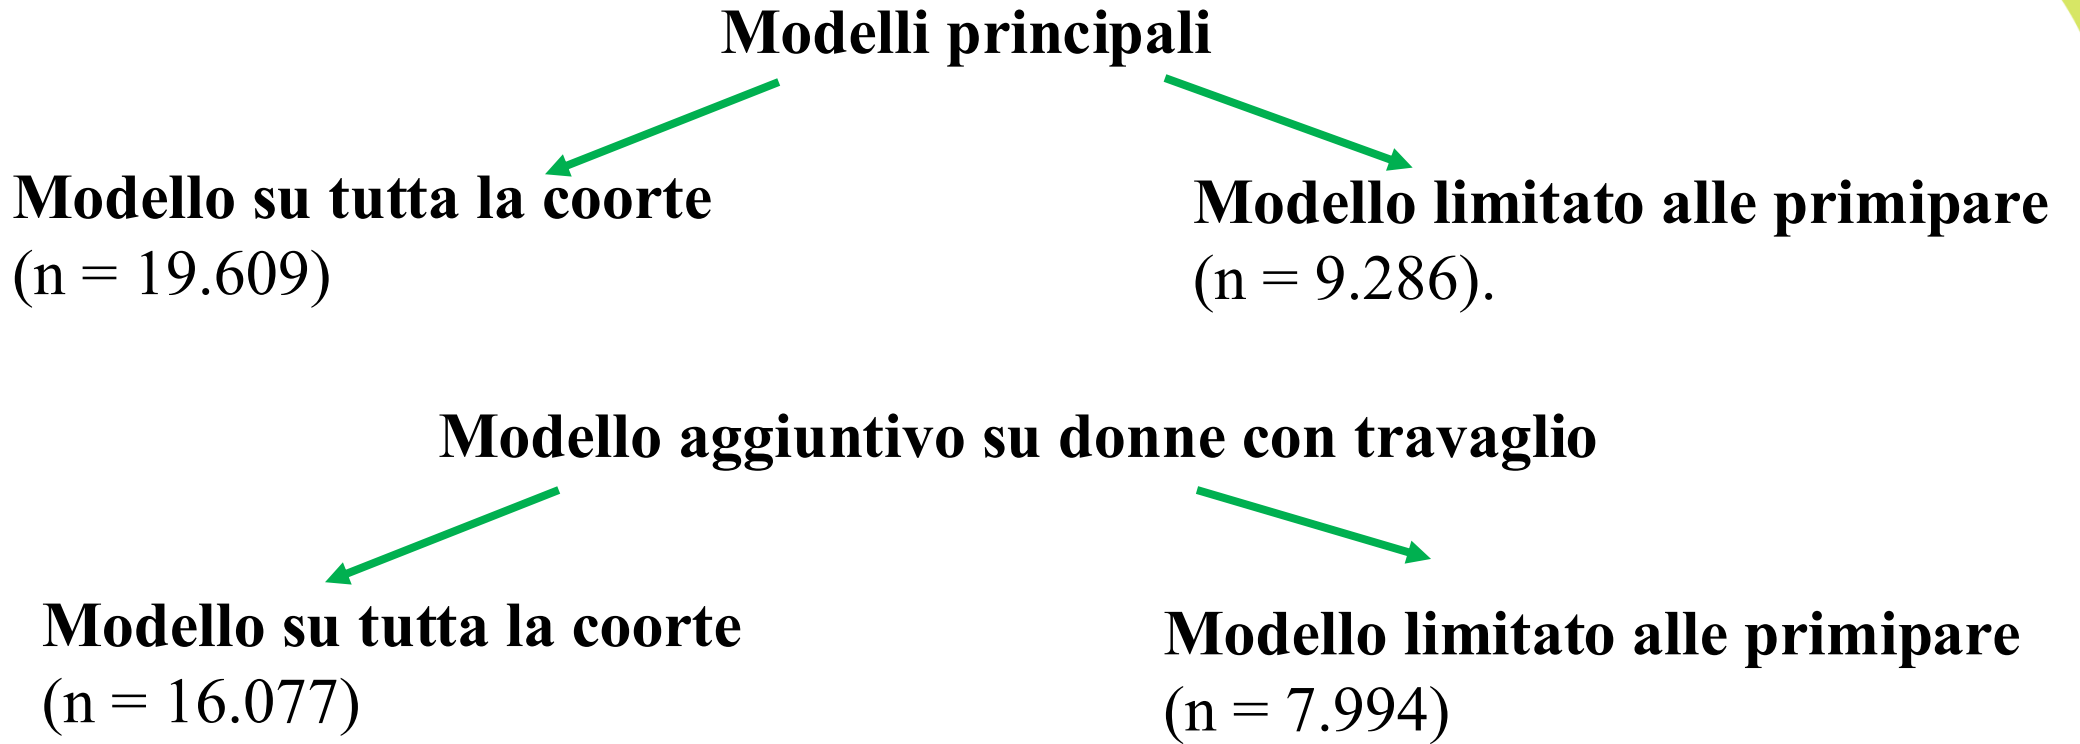 Modelli principali
Modello su tutta la coorte
(n = 19.609)
Modello limitato alle primipare
(n = 9.286).
Modello aggiuntivo su donne con travaglio
Modello su tutta la coorte
(n = 16.077)
Modello limitato alle primipare
(n = 7.994)